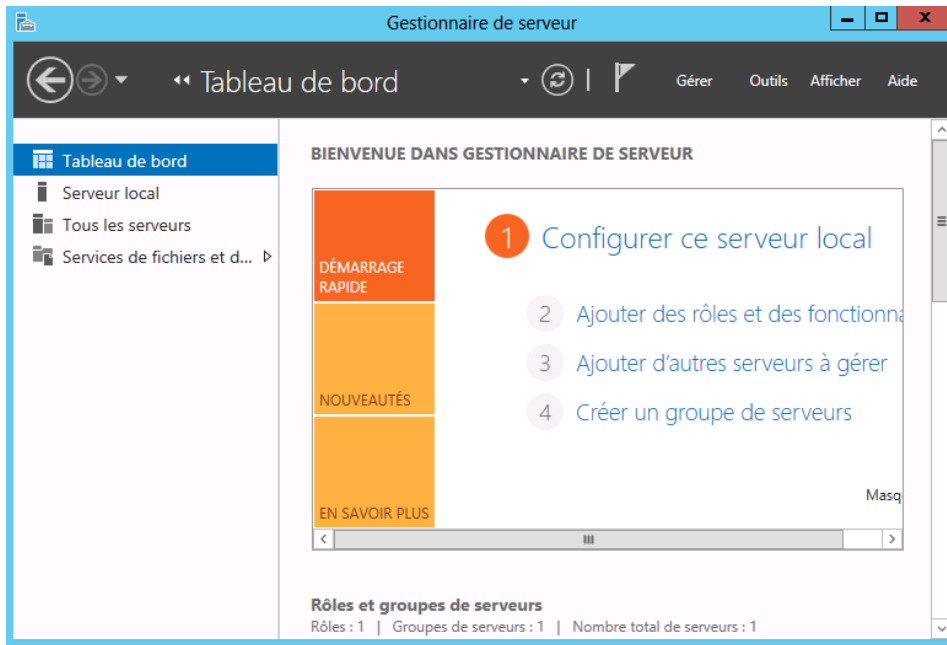 Gestionnaire de serveur
Tableau de bord
Gérer Outils Afficher Aide
Tableau de bord
Serveur local
Tous les serveurs
Services de fichiers et d...
BIENVENUE DANS GESTIONNAIRE DE SERVEUR
DÉMARRAGE
RAPIDE
NOUVEAUTÉS
EN SAVOIR PLUS
1 Configurer ce serveur local
2 Ajouter des rôles et des fonctionna
3 Ajouter d'autres serveurs à gérer
4 Créer un groupe de serveurs
Masq
Rôles et groupes de serveurs
Rôles : 1 | Groupes de serveurs : 1 | Nombre total de serveurs : 1